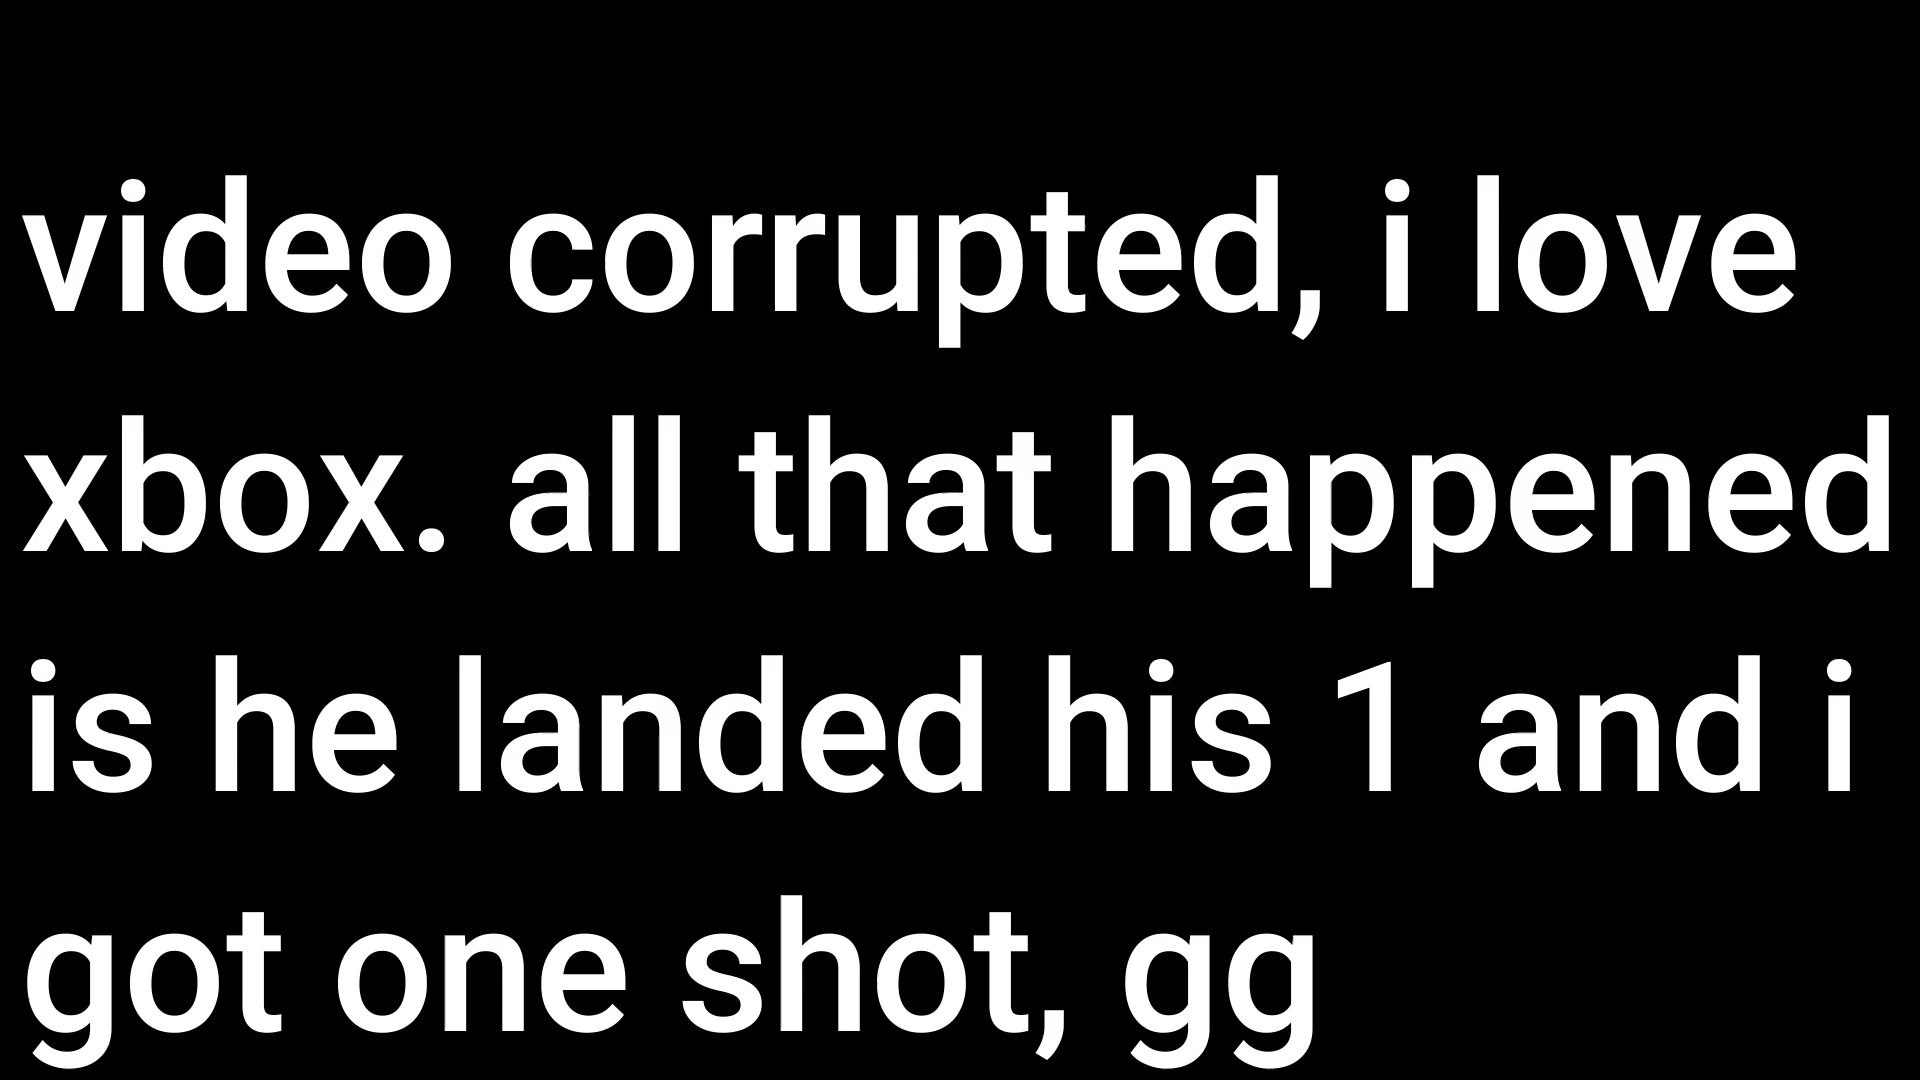 video corrupted, i love
xbox. all that happened
is he landed his 1 and i
got one shot, gg